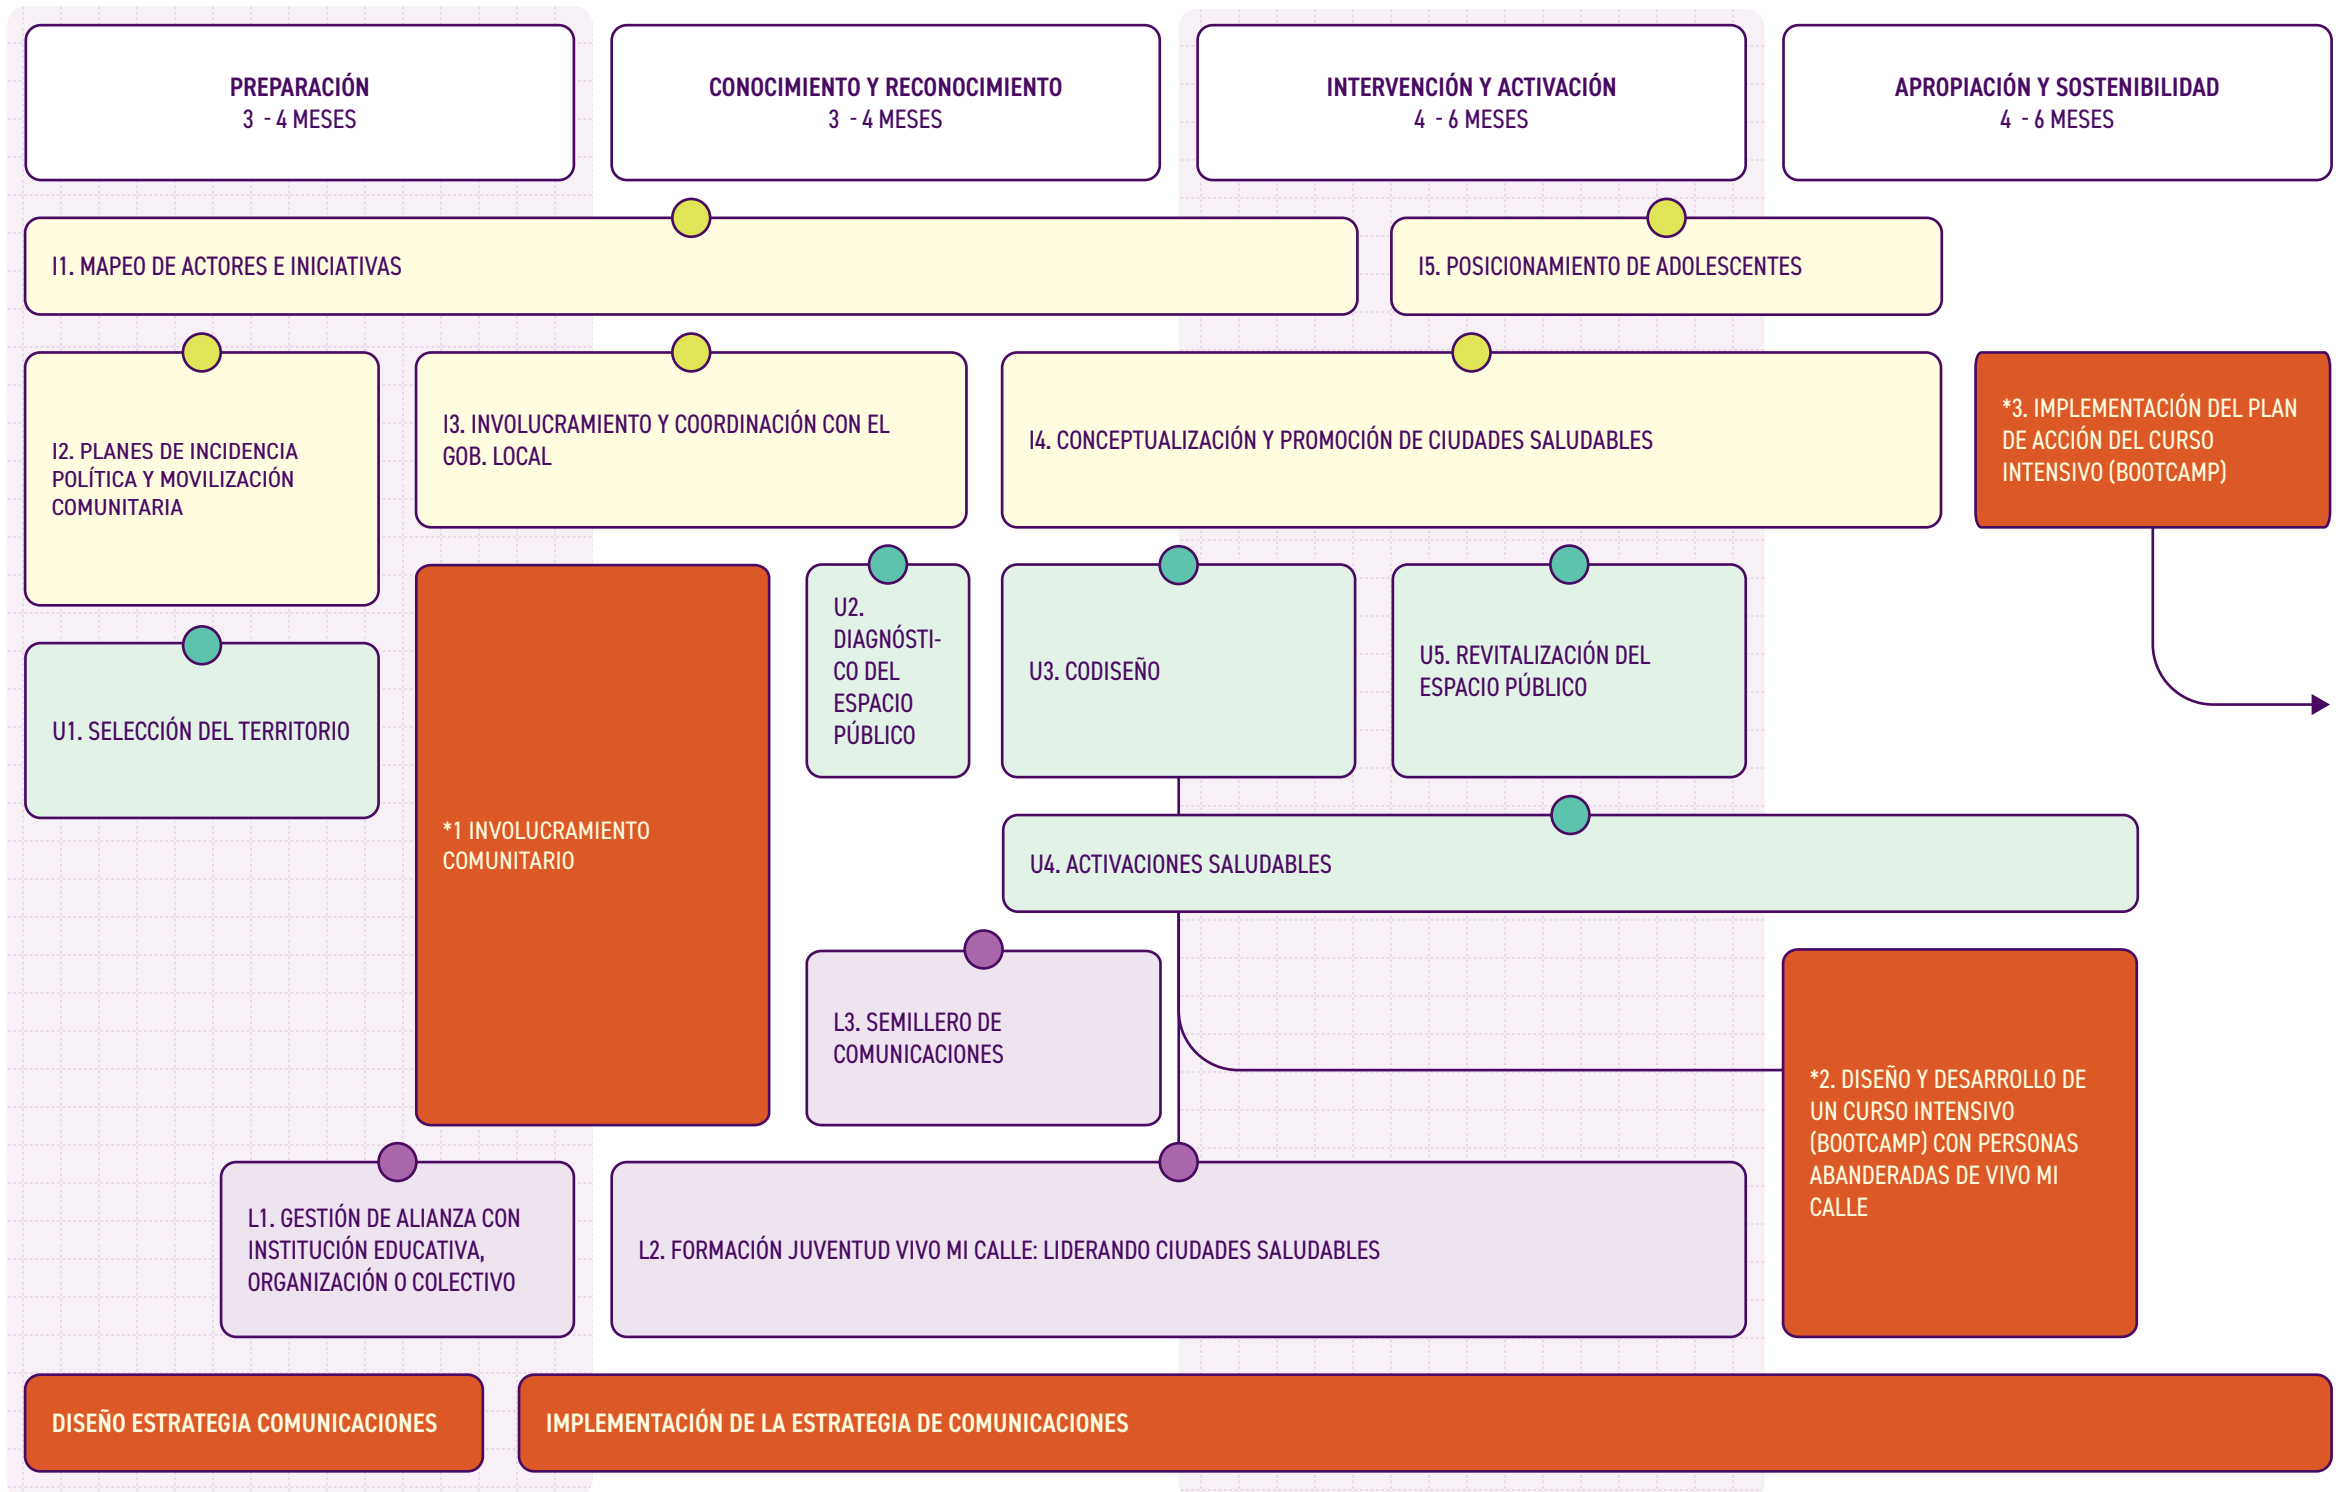 PREPARACIÓN
3 - 4 MESES
CONOCIMIENTO Y RECONOCIMIENTO
3 - 4 MESES
INTERVENCIÓN Y ACTIVACIÓN
4 - 6 MESES
APROPIACIÓN Y SOSTENIBILIDAD
4 - 6 MESES
I1. MAPEO DE ACTORES E INICIATIVAS
I5. POSICIONAMIENTO DE ADOLESCENTES
I2. PLANES DE INCIDENCIA
POLÍTICA Y MOVILIZACIÓN
COMUNITARIA
I3. INVOLUCRAMIENTO Y COORDINACIÓN CON EL
GOB. LOCAL
I4. CONCEPTUALIZACIÓN Y PROMOCIÓN DE CIUDADES SALUDABLES
*3. IMPLEMENTACIÓN DEL PLAN
DE ACCIÓN DEL CURSO
INTENSIVO (BOOTCAMP)
U1. SELECCIÓN DEL TERRITORIO
*1 INVOLUCRAMIENTO
COMUNITARIO
U2.
DIAGNÓSTI-
CO DEL
ESPACIO
PÚBLICO
U3. CODISEÑO
U5. REVITALIZACIÓN DEL
ESPACIO PÚBLICO
U4. ACTIVACIONES SALUDABLES
L3. SEMILLERO DE
COMUNICACIONES
*2. DISEÑO Y DESARROLLO DE
UN CURSO INTENSIVO
(BOOTCAMP) CON PERSONAS
ABANDERADAS DE VIVO MI
CALLE
L1. GESTIÓN DE ALIANZA CON
INSTITUCIÓN EDUCATIVA,
ORGANIZACIÓN O COLECTIVO
L2. FORMACIÓN JUVENTUD VIVO MI CALLE: LIDERANDO CIUDADES SALUDABLES
DISEÑO ESTRATEGIA COMUNICACIONES
IMPLEMENTACIÓN DE LA ESTRATEGIA DE COMUNICACIONES